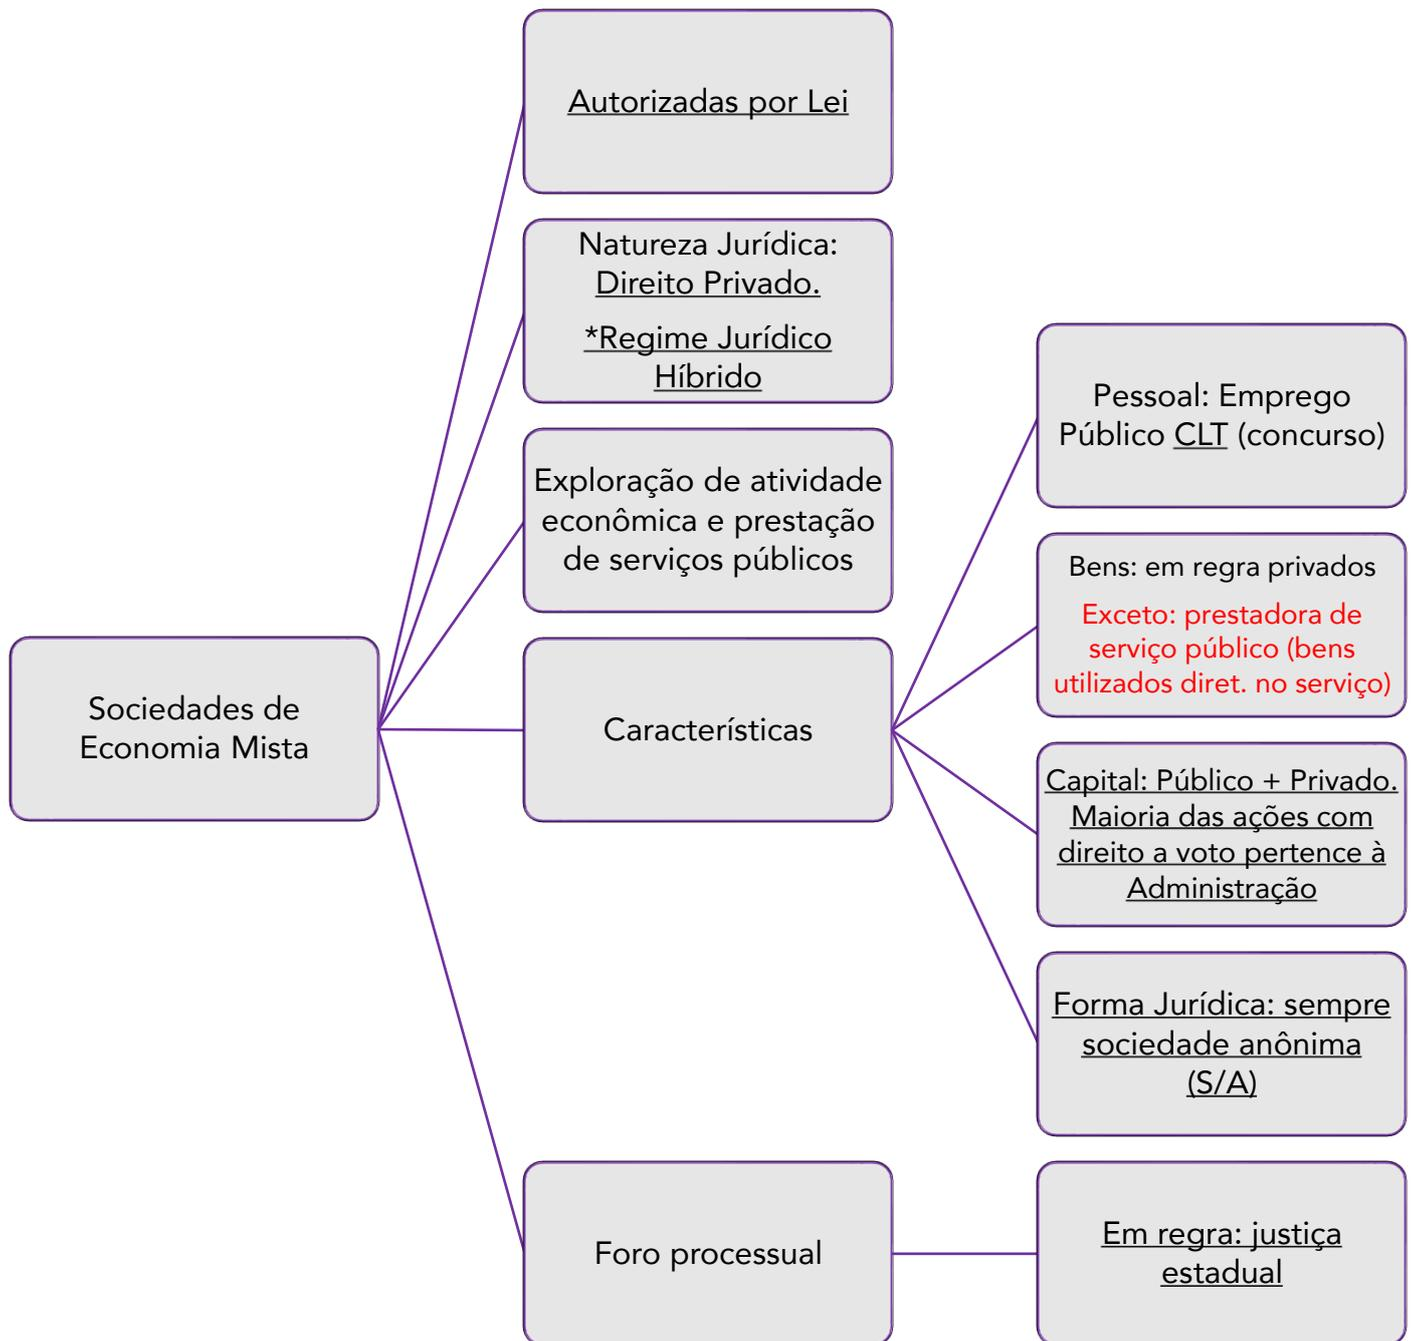 Autorizadas por Lei
Natureza Jurídica:
Direito Privado.
*Regime Jurídico
Híbrido
Exploração de atividade
econômica e prestação
de serviços públicos
Sociedades de
Economia Mista
Características
Pessoal: Emprego
Público CLT (concurso)
Bens: em regra privados
Exceto: prestadora de
serviço público (bens
utilizados diret. no serviço)
Capital: Público + Privado.
Maioria das ações com
direito a voto pertence à
Administração
Forma Jurídica: sempre
sociedade anônima
(S/A)
Foro processual
Em regra: justiça
estadual